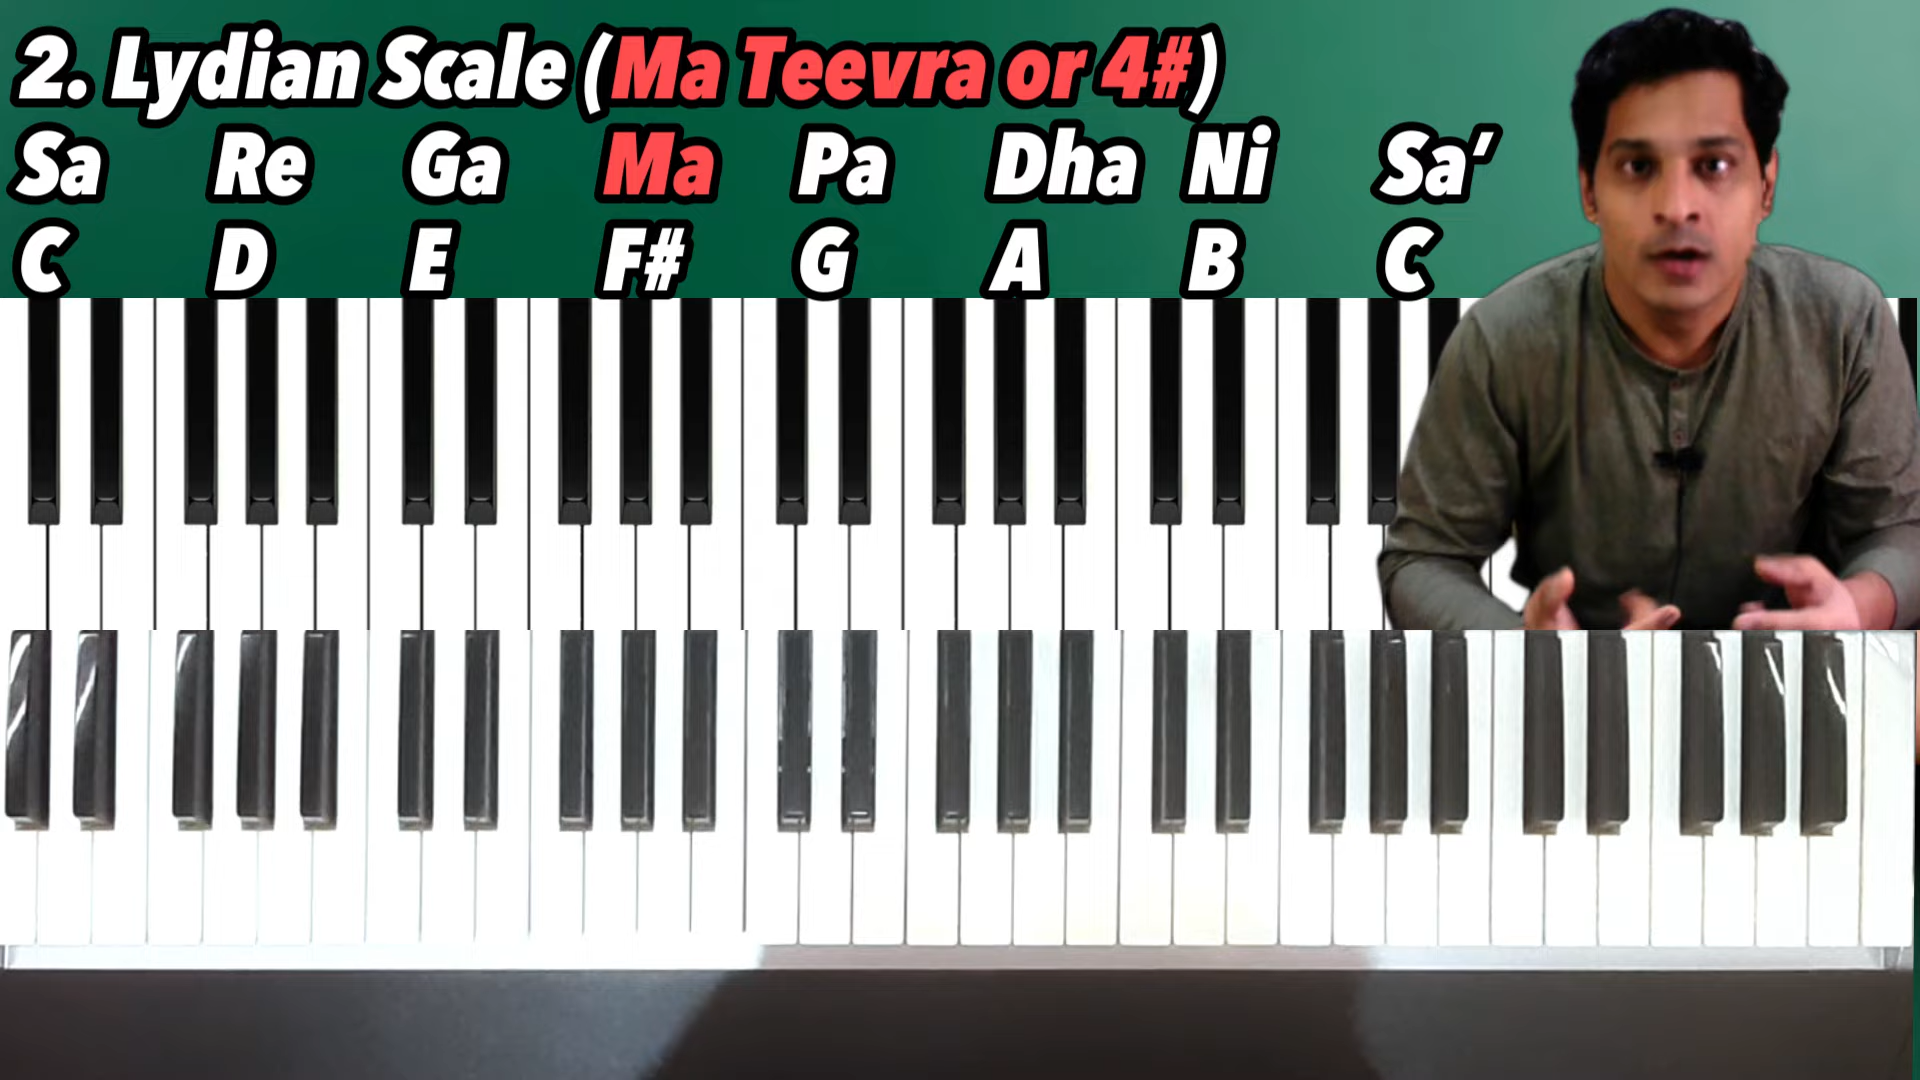 2. Lydian Scale (Ma Teevra or 4#)
Sa Re Ga Ma Pa Dha Ni Sa’
C D E F# G A B C